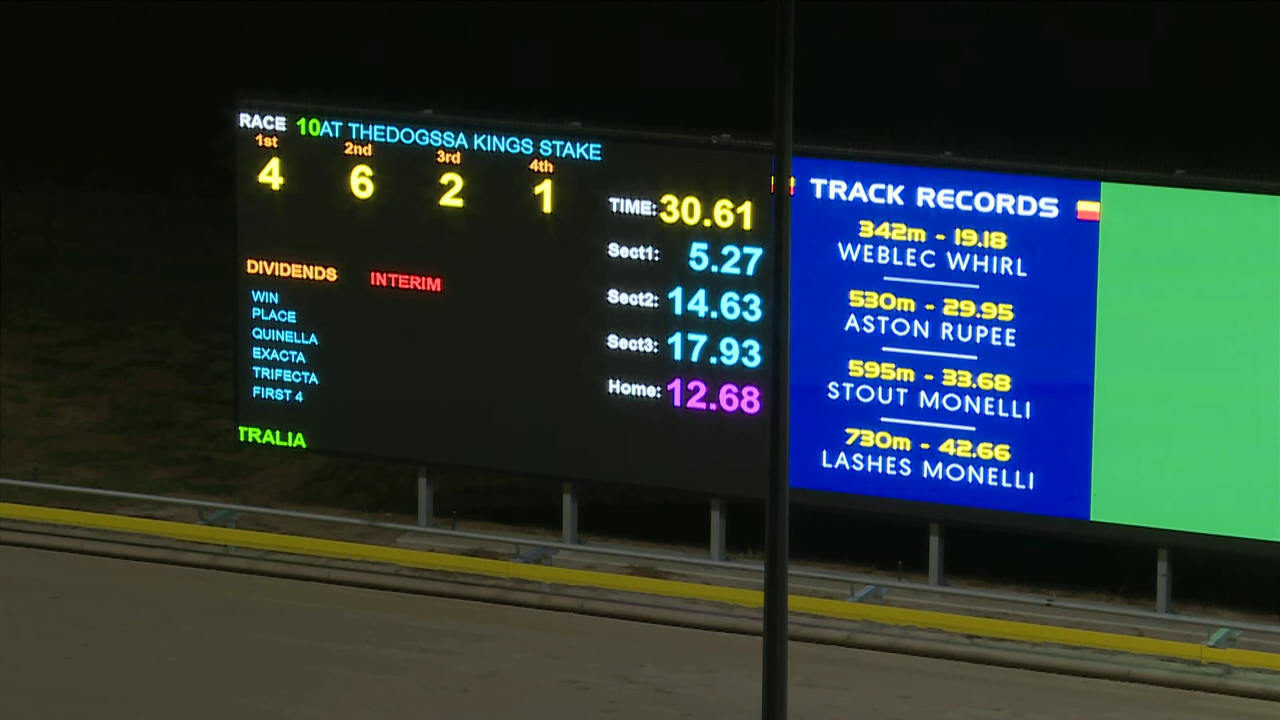 RACE 10AT THEDOGSSA KINGS STAKE
1st 2nd 3rd 4th
4 6 2 1
TIME: 30.61
Sect1: 5.27
Sect2: 14.63
Sect3: 17.93
Home: 12.68
DIVIDENDS INTERIM
WIN
PLACE
QUINELLA
EXACTA
TRIFECTA
FIRST 4
TRALIA
TRACK RECORDS
342m - 19.18
WEBLEC WHIRL
530m - 29.95
ASTON RUPEE
595m - 33.68
STOUT MONELLI
730m - 42.66
LASHES MONELLI